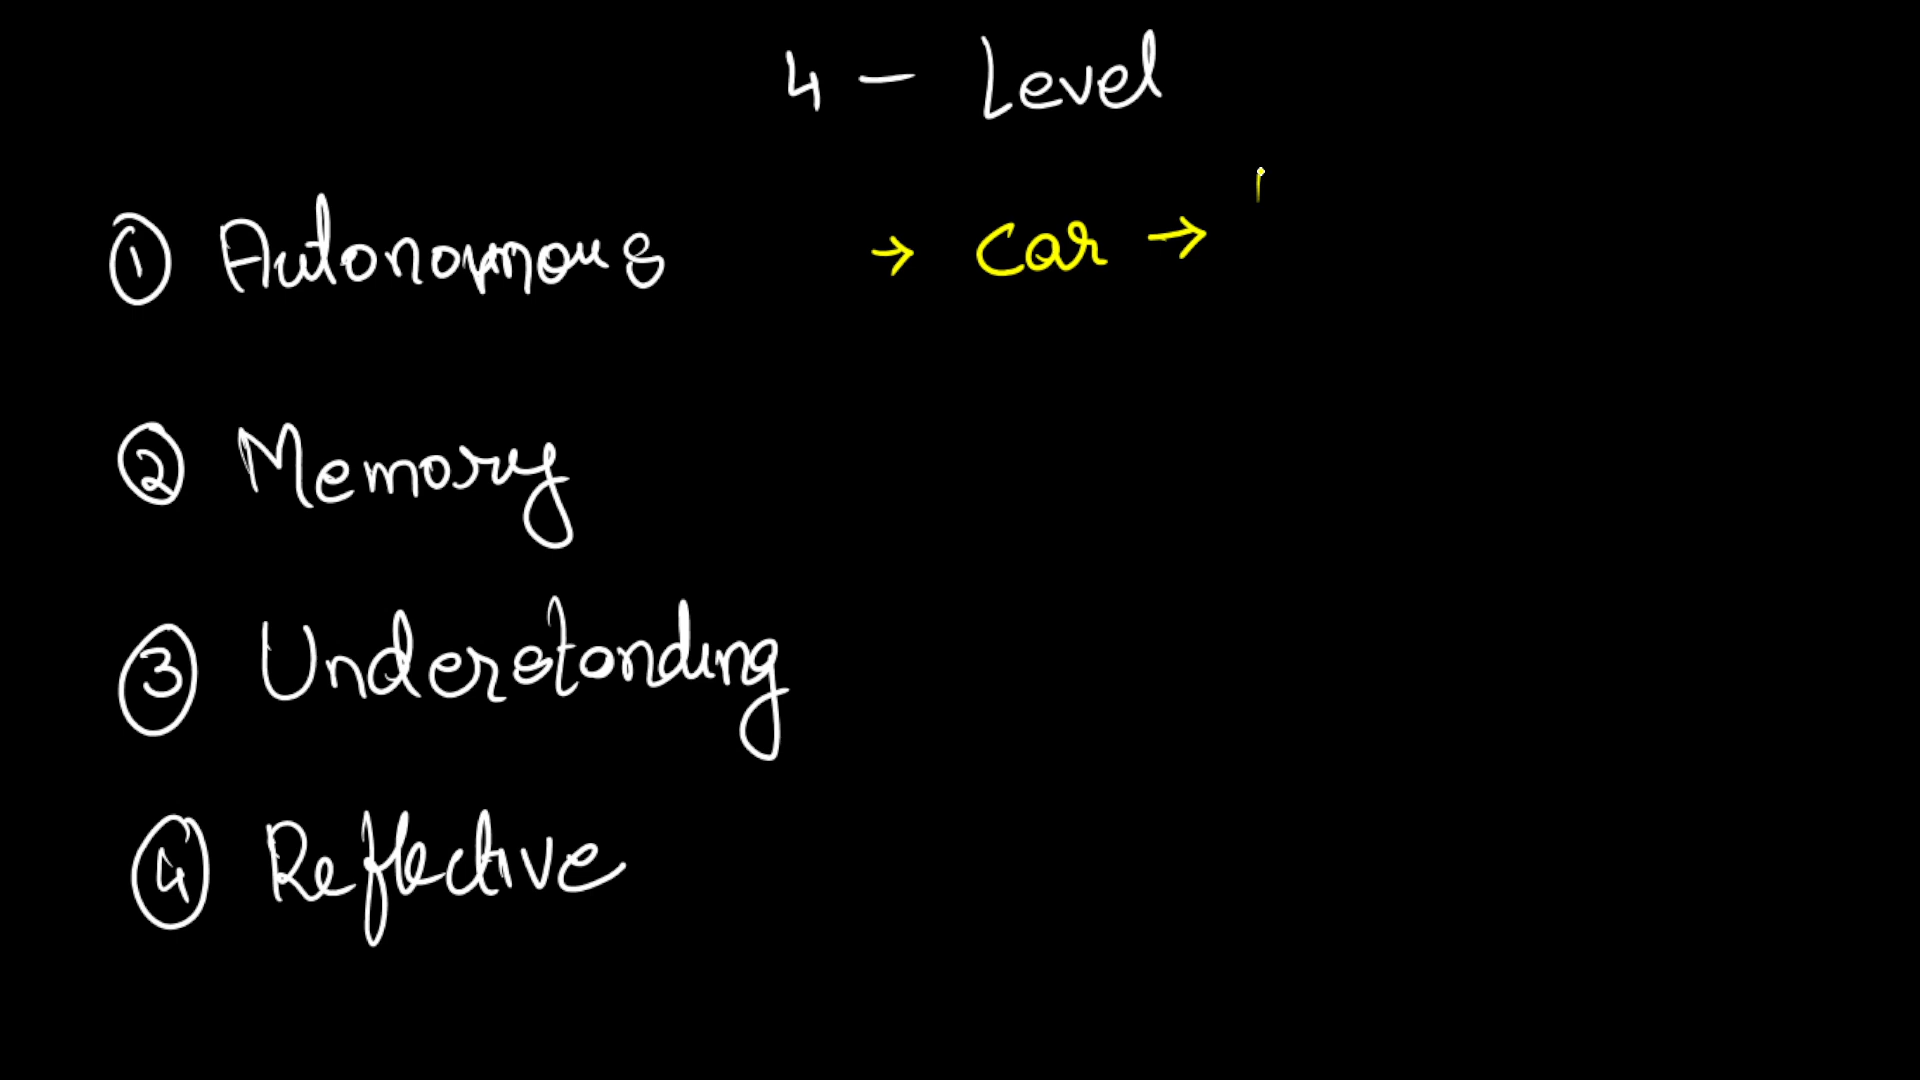 4 - Level
① Autonomous → Car →
② Memory
③ Understanding
④ Reflective